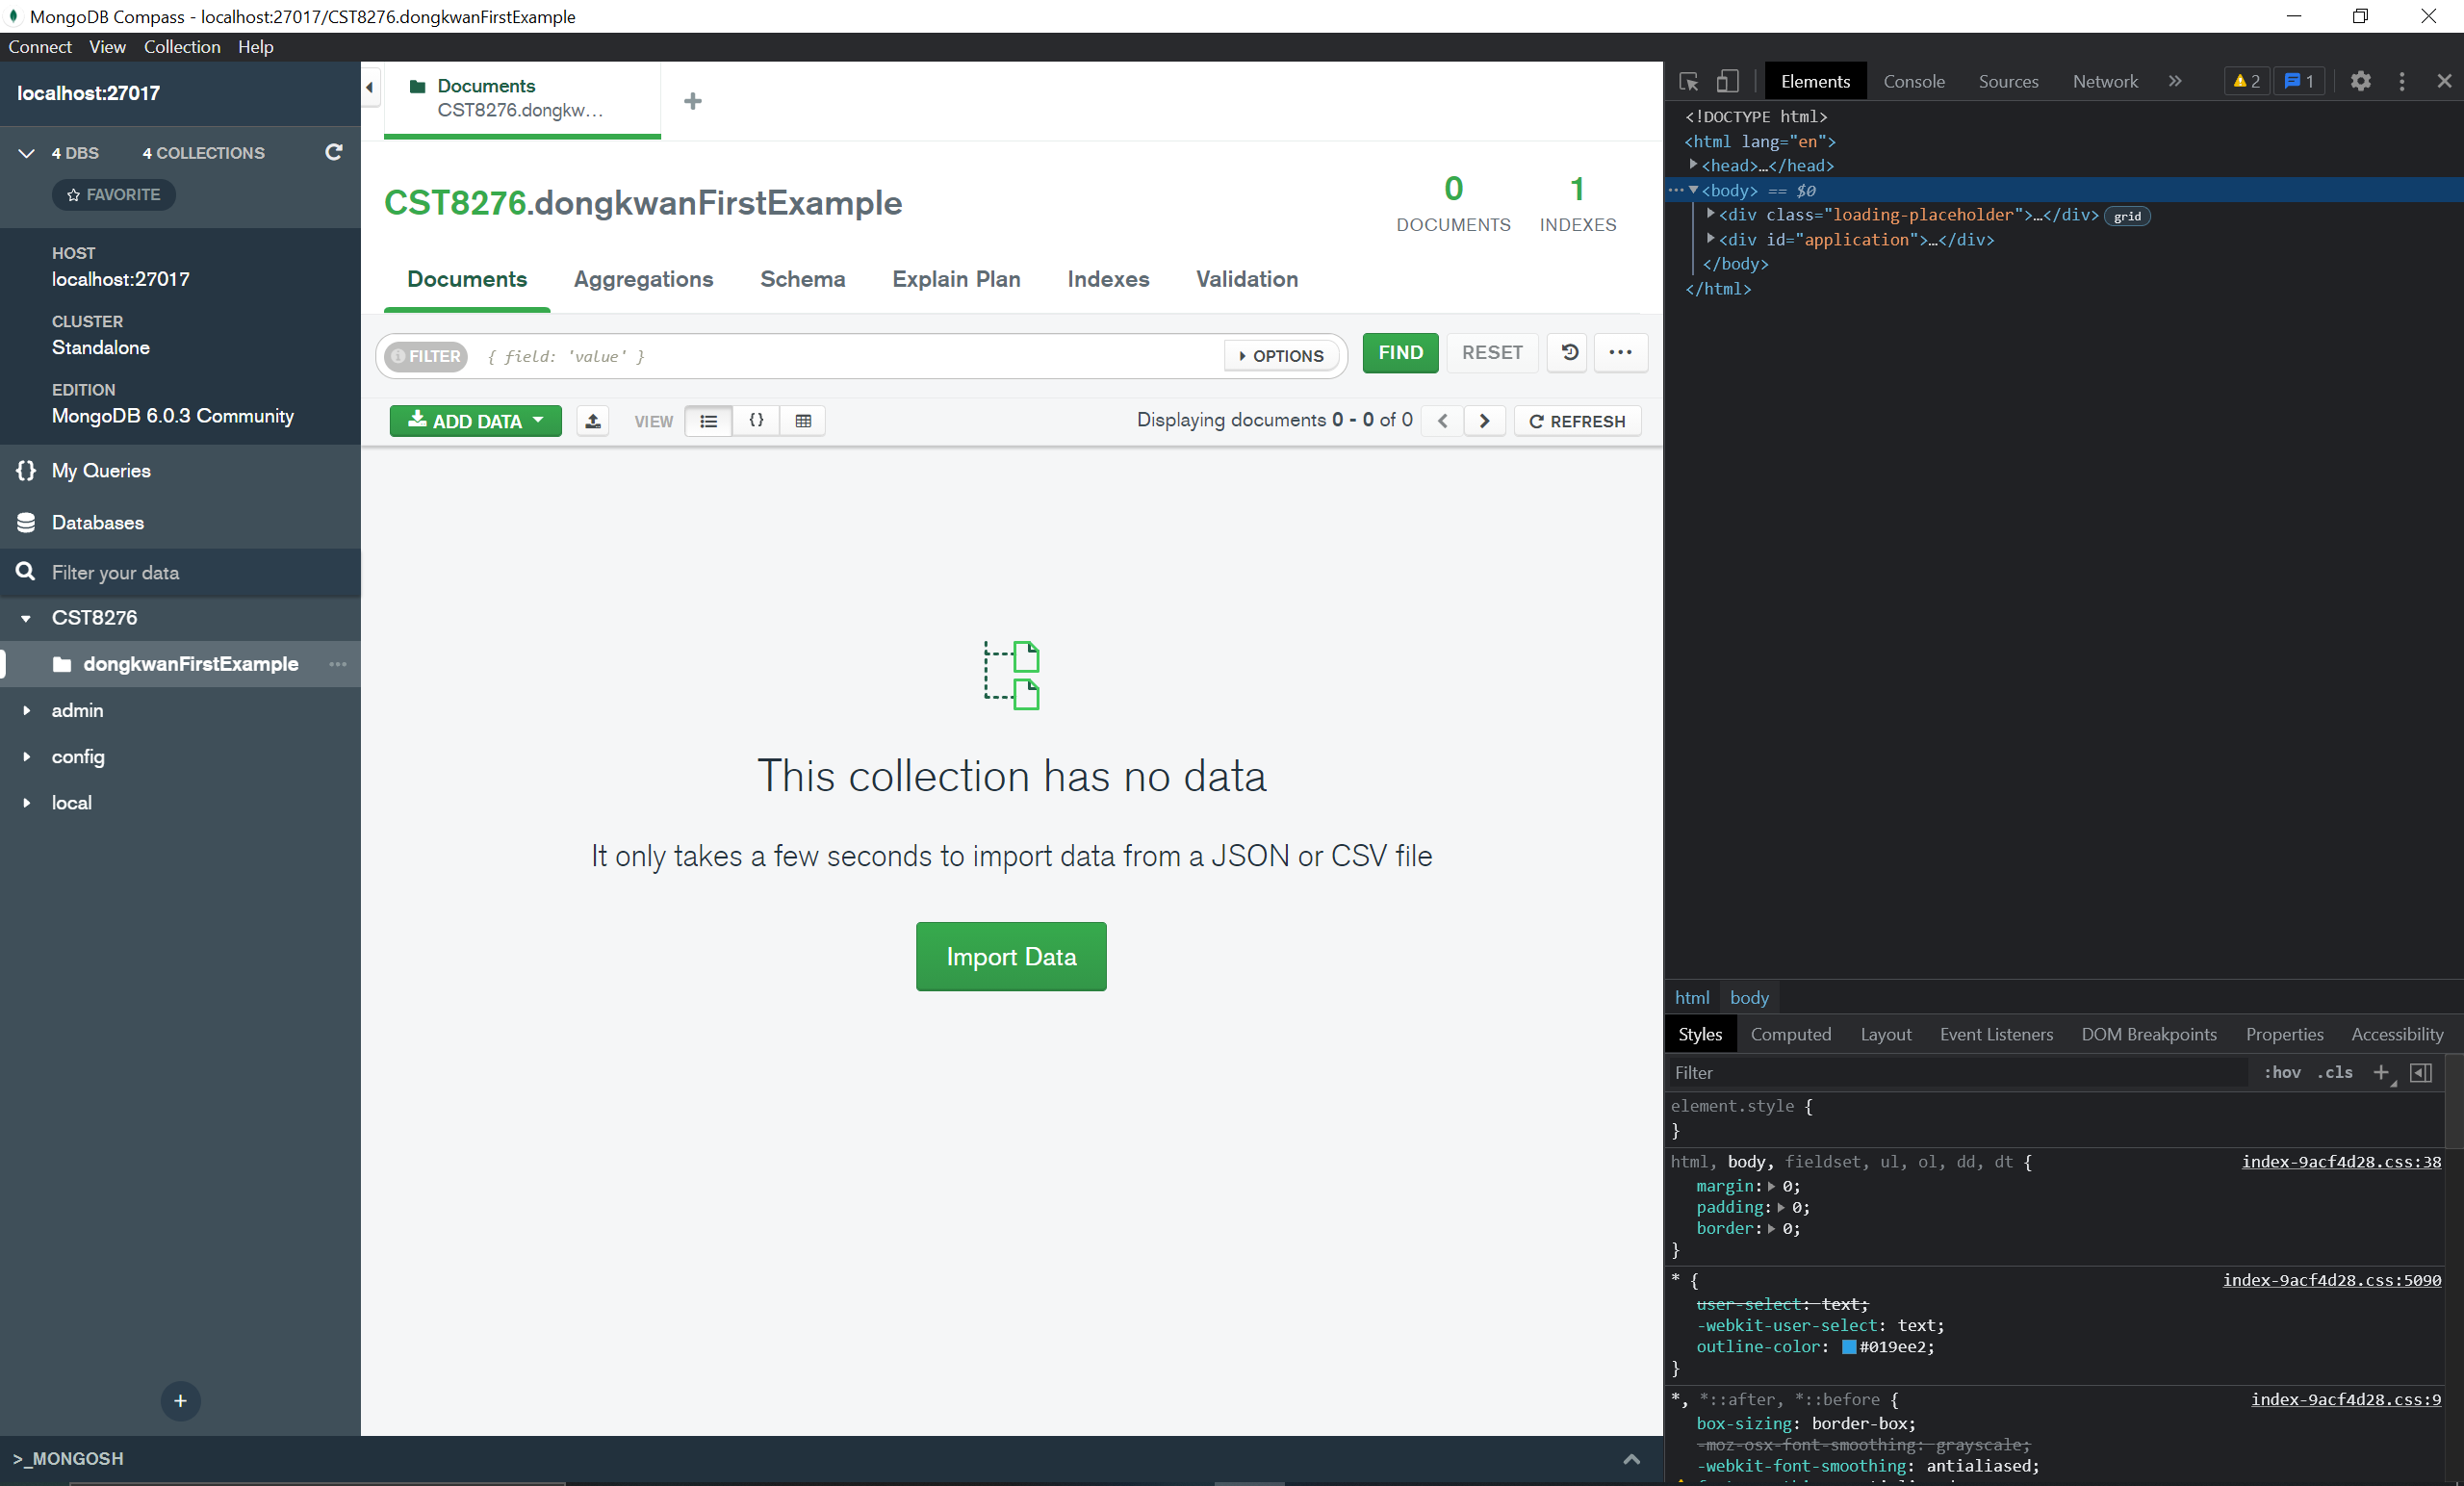 MongoDB Compass - localhost:27017/CST8276.dongkwanFirstExample
Connect View Collection Help
localhost:27017
4 DBS 4 COLLECTIONS
FAVORITE
HOST
localhost:27017
CLUSTER
Standalone
EDITION
MongoDB 6.0.3 Community
{} My Queries
Databases
Filter your data
CST8276
dongkwanFirstExample ...
admin
config
local
+
>_MONGOSH
Documents
CST8276.dongkw...
+
CST8276.dongkwanFirstExample
0 1
DOCUMENTS INDEXES
Documents Aggregations Schema Explain Plan Indexes Validation
FILTER { field: 'value' } OPTIONS FIND RESET ...
ADD DATA VIEW {} Displaying documents 0 - 0 of 0 < > REFRESH
This collection has no data
It only takes a few seconds to import data from a JSON or CSV file
Import Data
Elements Console Sources Network » 2 1
<!DOCTYPE html>
<html lang="en">
<head>…</head>
<body> == $0
<div class="loading-placeholder">…</div> grid
<div id="application">…</div>
</body>
</html>
html body
Styles Computed Layout Event Listeners DOM Breakpoints Properties Accessibility
Filter :hov .cls +
element.style {
}
html, body, fieldset, ul, ol, dd, dt { index-9acf4d28.css:38
margin: 0;
padding: 0;
border: 0;
}
* { index-9acf4d28.css:5090
user-select: text;
-webkit-user-select: text;
outline-color: #019ee2;
}
*, *::after, *::before { index-9acf4d28.css:9
box-sizing: border-box;
-moz-osx-font-smoothing: grayscale;
-webkit-font-smoothing: antialiased;